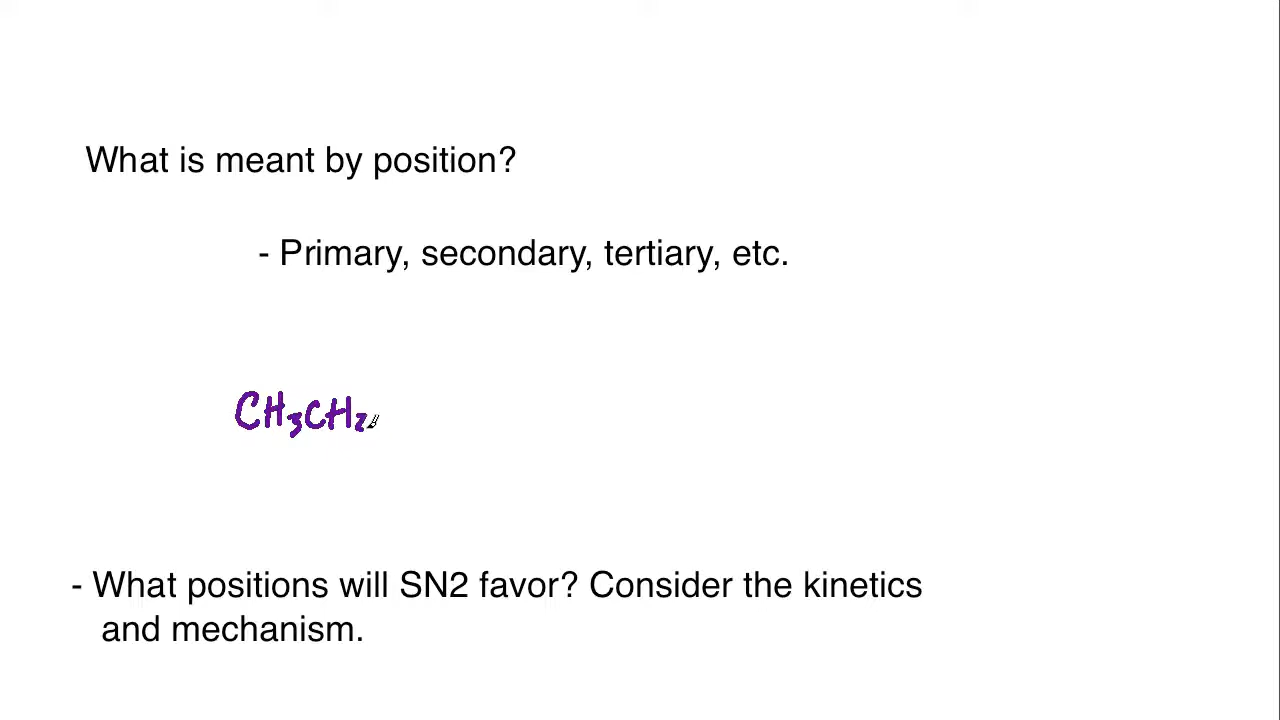 What is meant by position?
- Primary, secondary, tertiary, etc.
CH3CH2
- What positions will SN2 favor? Consider the kinetics
and mechanism.